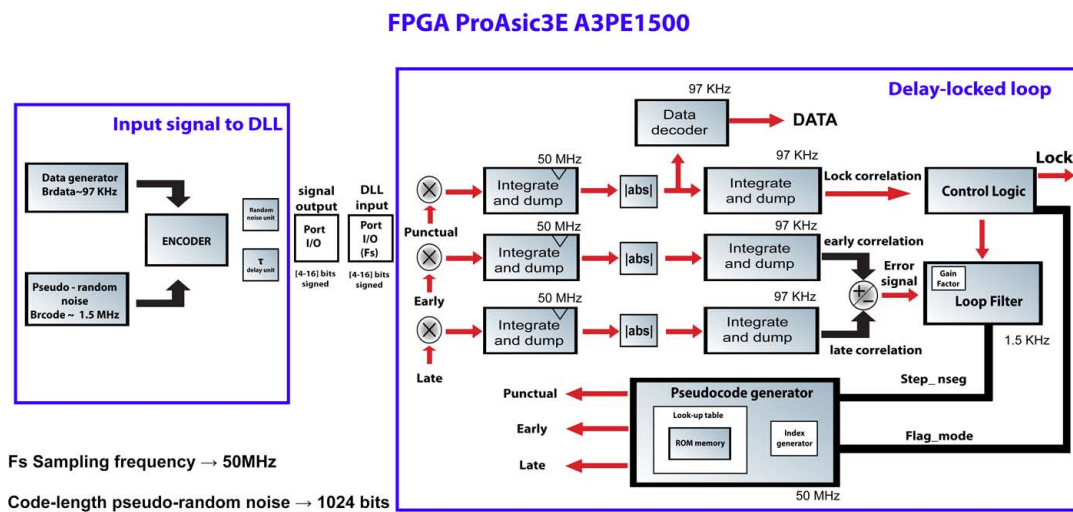 FPGA ProAsic3E A3PE1500
Input signal to DLL
Data generator
Brdata~97 KHz
Pseudo - random
noise
Brcode ~ 1.5 MHz
ENCODER
Random
noise unit
τ
delay unit
signal
output
Port
I/O
[4-16] bits
signed
DLL
input
Port
I/O
(Fs)
[4-16] bits
signed
Delay-locked loop
97 KHz
Data
decoder
DATA
50 MHz
Integrate
and dump
|abs|
97 KHz
Integrate
and dump
Lock correlation
Control Logic
Lock
Punctual
50 MHz
Integrate
and dump
|abs|
97 KHz
Integrate
and dump
early correlation
Early
50 MHz
Integrate
and dump
|abs|
97 KHz
Integrate
and dump
late correlation
Late
+
−
Error
signal
Gain
Factor
Loop Filter
1.5 KHz
Step_ nseg
Punctual
Early
Late
Pseudocode generator
Look-up table
ROM memory
Index
generator
50 MHz
Flag_mode
Fs Sampling frequency → 50MHz
Code-length pseudo-random noise → 1024 bits